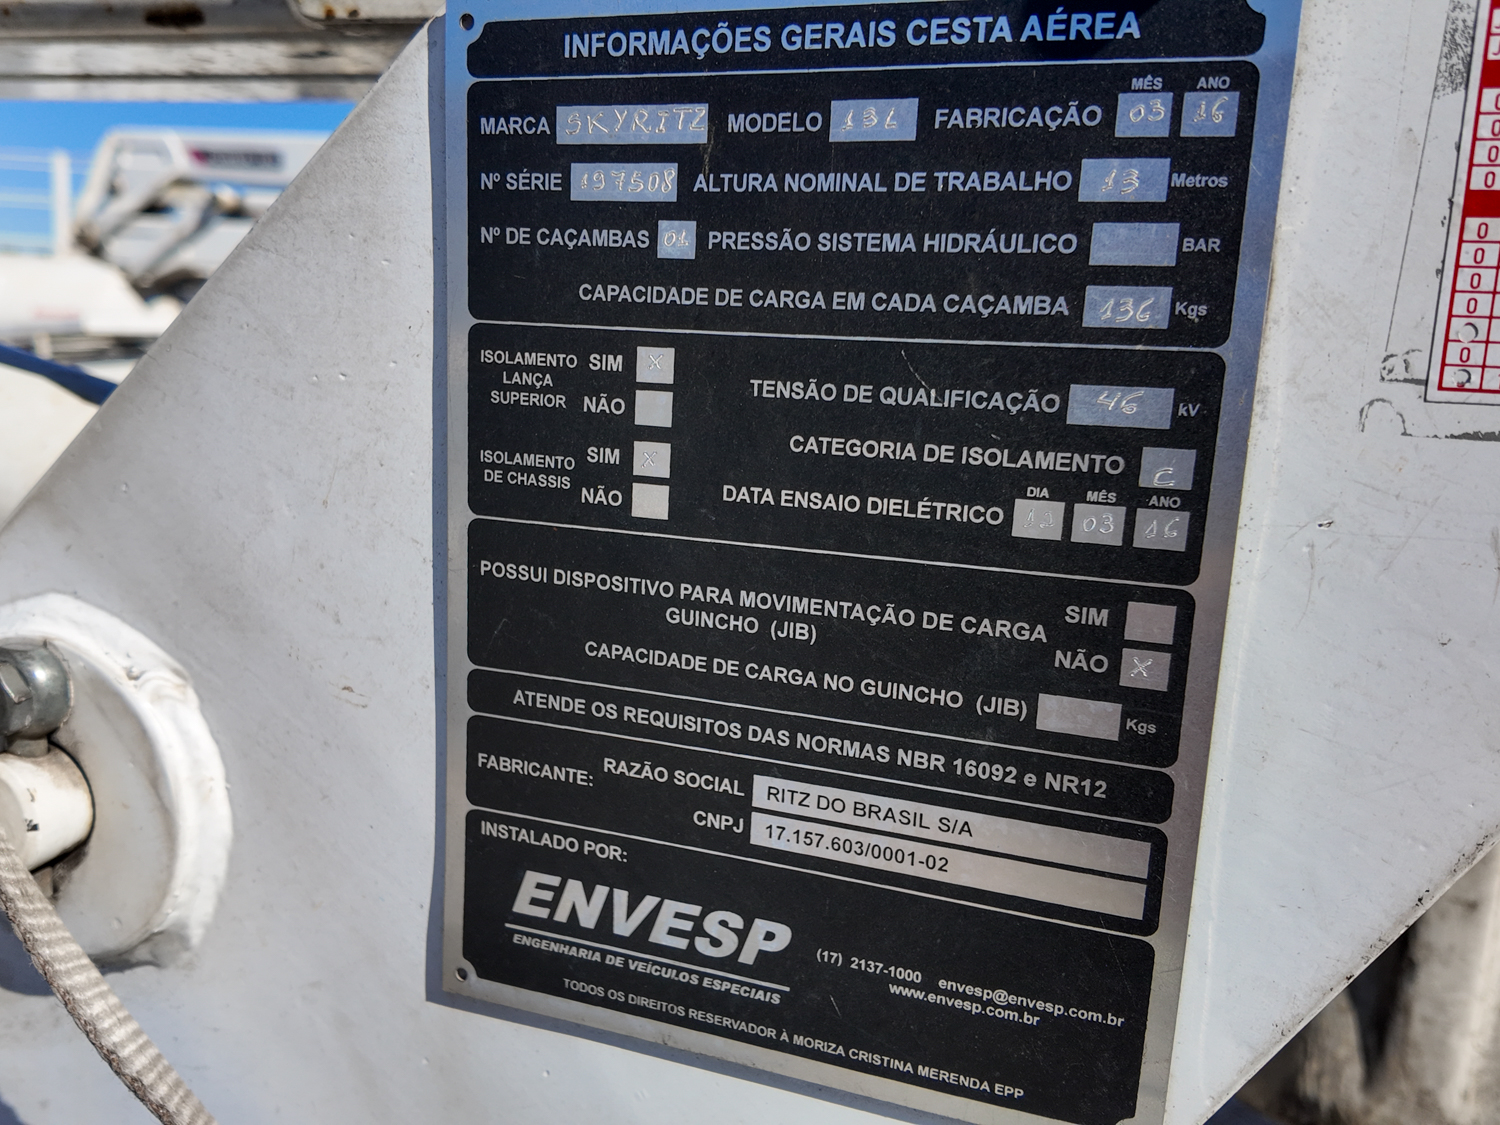 INFORMAÇÕES GERAIS CESTA AÉREA
MARCA SKYRITZ MODELO 13L FABRICAÇÃO MÊS 03 ANO 16
Nº SÉRIE 197508 ALTURA NOMINAL DE TRABALHO 13 Metros
Nº DE CAÇAMBAS 01 PRESSÃO SISTEMA HIDRÁULICO BAR
CAPACIDADE DE CARGA EM CADA CAÇAMBA 136 Kgs
ISOLAMENTO LANÇA SUPERIOR SIM X
NÃO
TENSÃO DE QUALIFICAÇÃO 46 kV
ISOLAMENTO DE CHASSIS SIM X
NÃO
CATEGORIA DE ISOLAMENTO C
DATA ENSAIO DIELÉTRICO DIA 12 MÊS 03 ANO 16
POSSUI DISPOSITIVO PARA MOVIMENTAÇÃO DE CARGA SIM
GUINCHO (JIB) NÃO X
CAPACIDADE DE CARGA NO GUINCHO (JIB) Kgs
ATENDE OS REQUISITOS DAS NORMAS NBR 16092 e NR12
FABRICANTE: RAZÃO SOCIAL RITZ DO BRASIL S/A
CNPJ 17.157.603/0001-02
INSTALADO POR:
ENVESP
ENGENHARIA DE VEÍCULOS ESPECIAIS
(17) 2137-1000 envesp@envesp.com.br
www.envesp.com.br
TODOS OS DIREITOS RESERVADOR À MORIZA CRISTINA MERENDA EPP